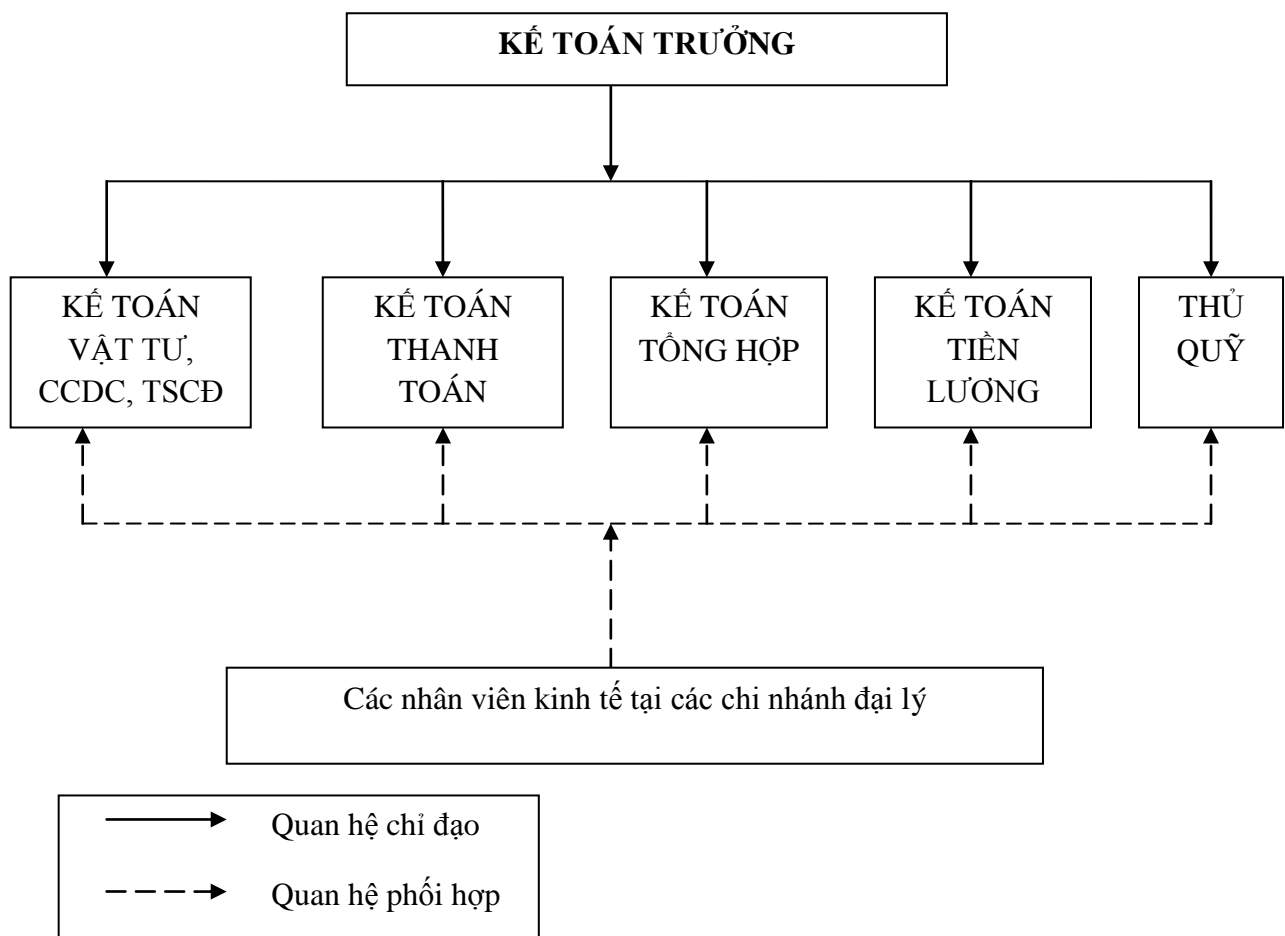 KẾ TOÁN TRƯỞNG
KẾ TOÁN
VẬT TƯ,
CCDC, TSCĐ
KẾ TOÁN
THANH
TOÁN
KẾ TOÁN
TỔNG HỢP
KẾ TOÁN
TIỀN
LƯƠNG
THỦ
QUỸ
Các nhân viên kinh tế tại các chi nhánh đại lý
Quan hệ chỉ đạo
Quan hệ phối hợp